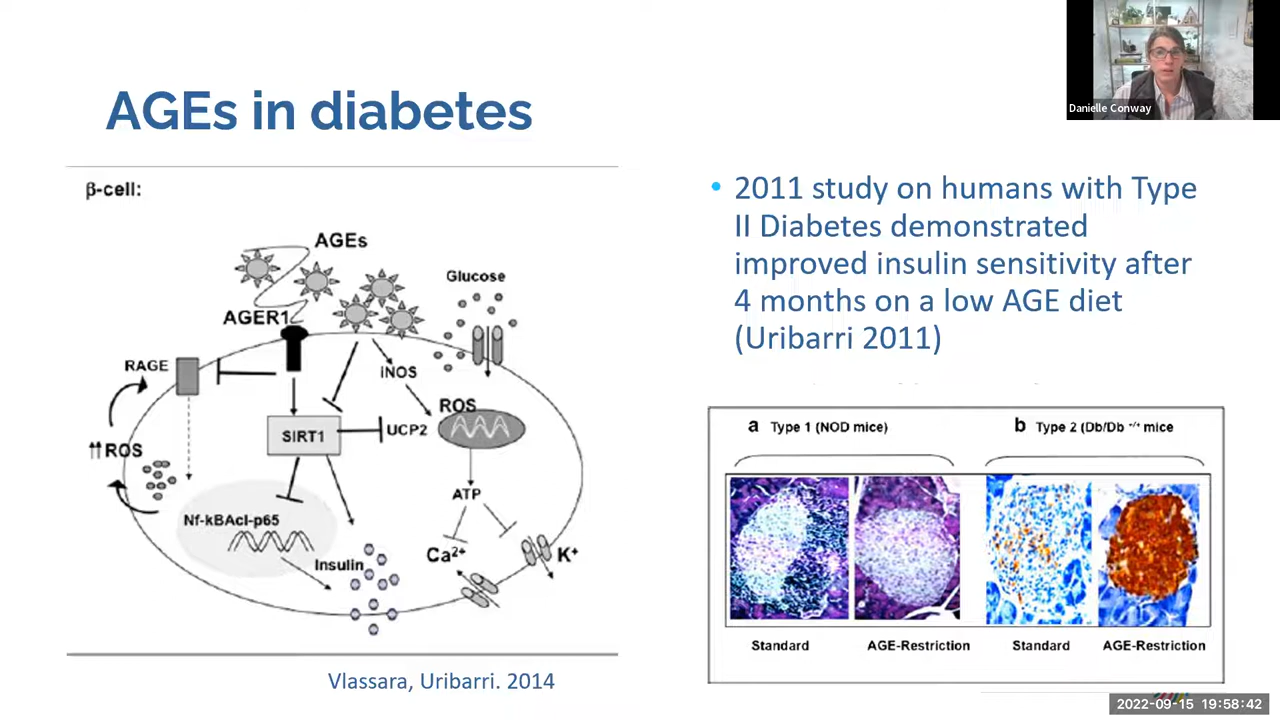 Danielle Conway
AGEs in diabetes
β-cell:
AGEs
Glucose
AGER1
RAGE
iNOS
ROS
SIRT1
UCP2
⇈ROS
ATP
Nf-kBAcl-p65
Ca²⁺
K⁺
Insulin
Vlassara, Uribarri. 2014
• 2011 study on humans with Type
II Diabetes demonstrated
improved insulin sensitivity after
4 months on a low AGE diet
(Uribarri 2011)
a Type 1 (NOD mice)
b Type 2 (Db/Db +/+ mice
Standard
AGE-Restriction
Standard
AGE-Restriction
2022-09-15 19:58:42